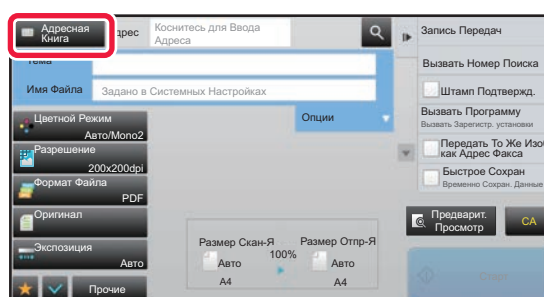 Адресная
Книга
дрес
Коснитесь для Ввода
Адреса
Тема
Имя Файла
Задано в Системных Настройках
Опции
Цветной Режим
Авто/Mono2
Разрешение
200x200dpi
Формат Файла
PDF
Оригинал
Экспозиция
Авто
Прочие
Размер Скан-Я
Размер Отпр-Я
100%
Авто
Авто
A4
A4
Запись Передач
Вызвать Номер Поиска
Штамп Подтвержд.
Вызвать Программу
Вызвать Зарегистр. установки
Передать То Же Изо
как Адрес Факса
Быстрое Сохран
Временно Сохран. Данные
Предварит.
Просмотр
CA